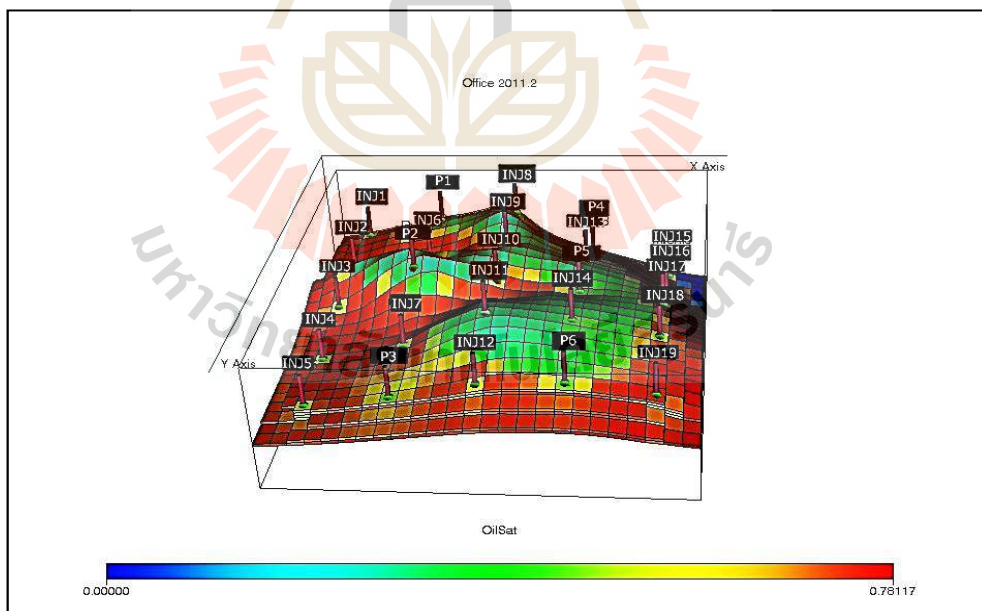 Office 2011.2
X Axis
INJ8
P1
INJ1
INJ9
P4
INJ6
INJ13
INJ2
P2
INJ10
INJ15
P5
INJ16
INJ3
INJ11
INJ17
INJ14
INJ18
INJ7
INJ4
INJ12
P6
INJ19
P3
Y Axis
INJ5
OilSat
0.00000
0.78117